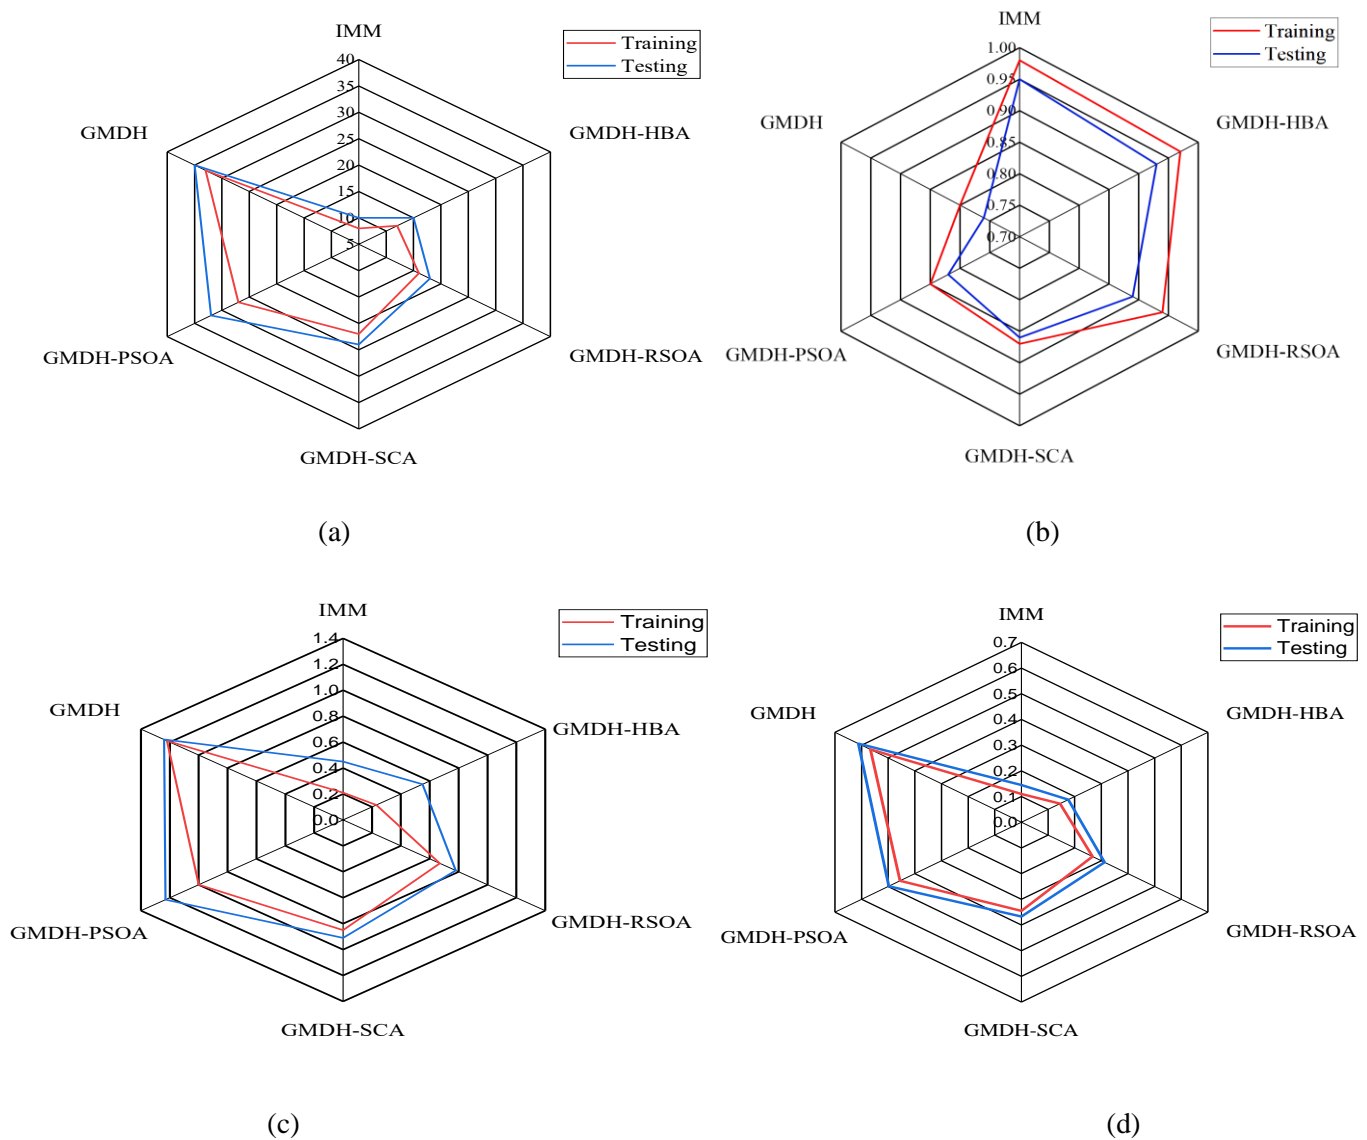 IMM
Training
Testing
40
35
30
25
20
15
10
5
GMDH
GMDH-HBA
GMDH-PSOA
GMDH-RSOA
GMDH-SCA
(a)
IMM
Training
Testing
1.00
0.95
0.90
0.85
0.80
0.75
0.70
GMDH
GMDH-HBA
GMDH-PSOA
GMDH-RSOA
GMDH-SCA
(b)
IMM
Training
Testing
1.4
1.2
1.0
0.8
0.6
0.4
0.2
0.0
GMDH
GMDH-HBA
GMDH-PSOA
GMDH-RSOA
GMDH-SCA
(c)
IMM
Training
Testing
0.7
0.6
0.5
0.4
0.3
0.2
0.1
0.0
GMDH
GMDH-HBA
GMDH-PSOA
GMDH-RSOA
GMDH-SCA
(d)